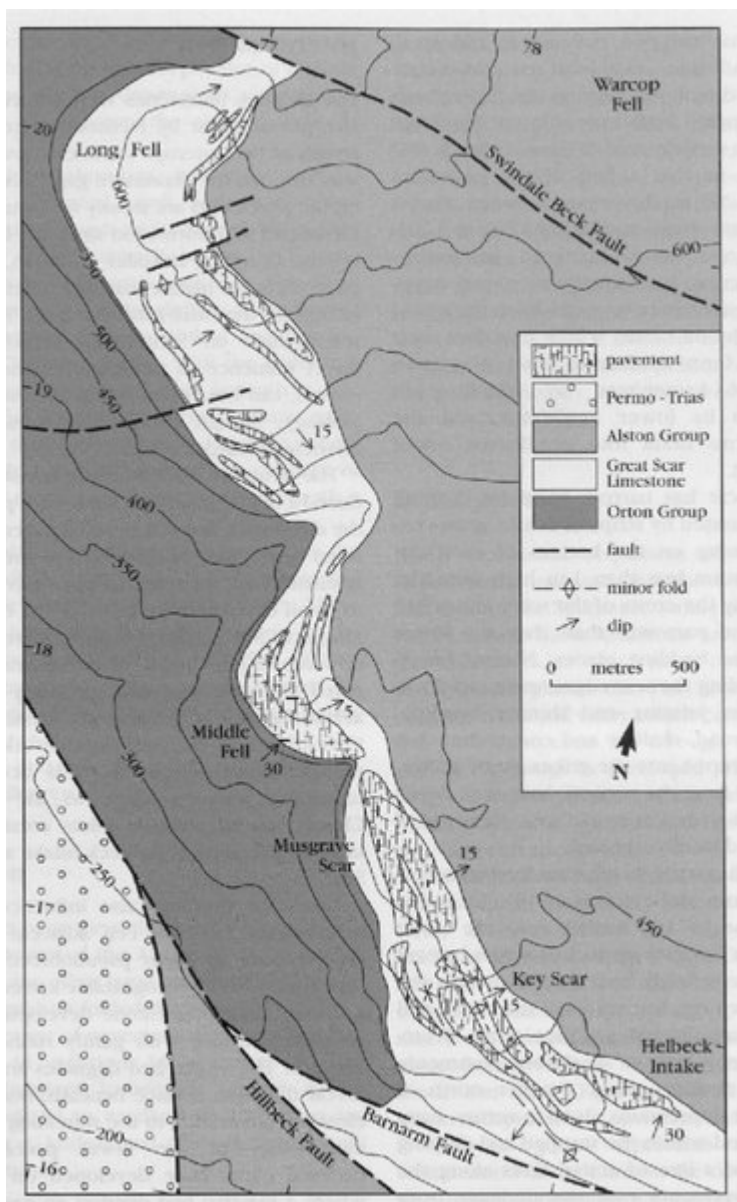 77
78
Warcop
Fell
20
Long Fell
600
Swindale Beck Fault
600
550
500
19
450
15
400
350
18
300
Middle
Fell
15
30
Musgrave
Scar
15
250
17
450
Key Scar
15
Helbeck
Intake
30
Hillbeck Fault
Barnarm Fault
200
16
pavement
Permo-Trias
Alston Group
Great Scar
Limestone
Orton Group
fault
minor fold
dip
0 metres 500
N